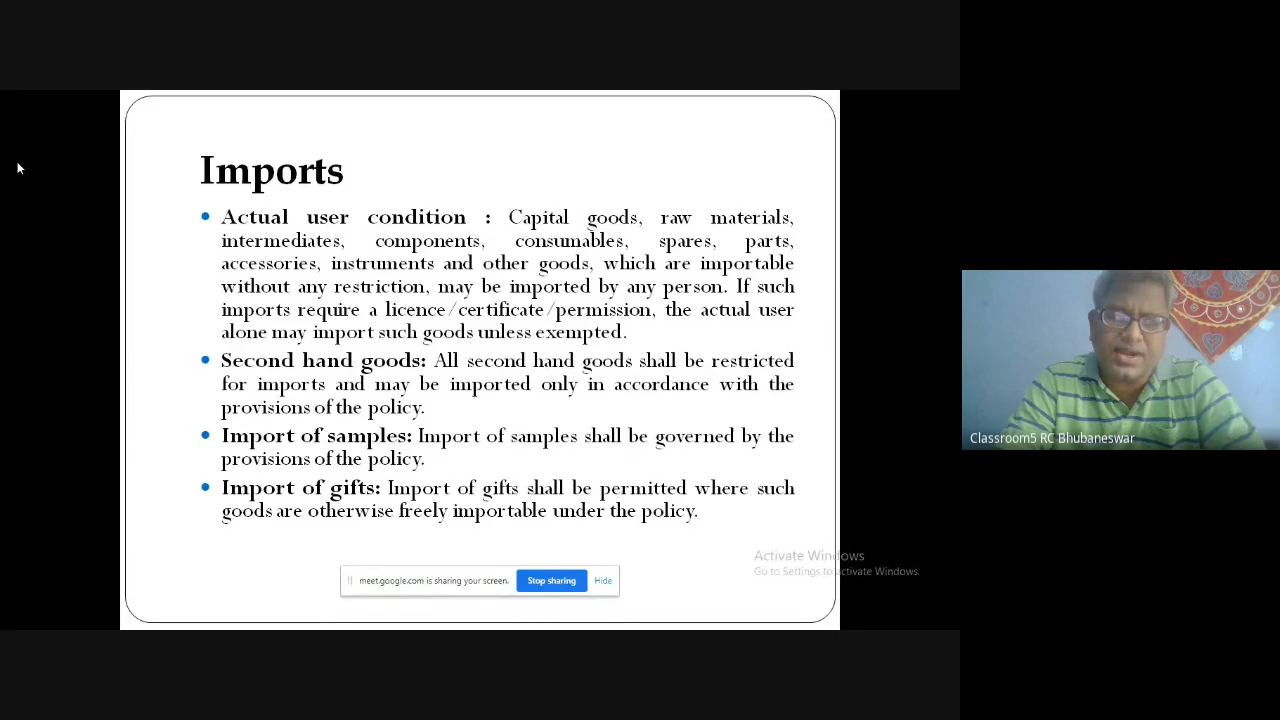 Imports
Actual user condition : Capital goods, raw materials,
intermediates, components, consumables, spares, parts,
accessories, instruments and other goods, which are importable
without any restriction, may be imported by any person. If such
imports require a licence/certificate/permission, the actual user
alone may import such goods unless exempted.
Second hand goods: All second hand goods shall be restricted
for imports and may be imported only in accordance with the
provisions of the policy.
Import of samples: Import of samples shall be governed by the
provisions of the policy.
Import of gifts: Import of gifts shall be permitted where such
goods are otherwise freely importable under the policy.
Activate Windows
Go to Settings to activate Windows.
meet.google.com is sharing your screen. Stop sharing Hide
Classroom5 RC Bhubaneswar